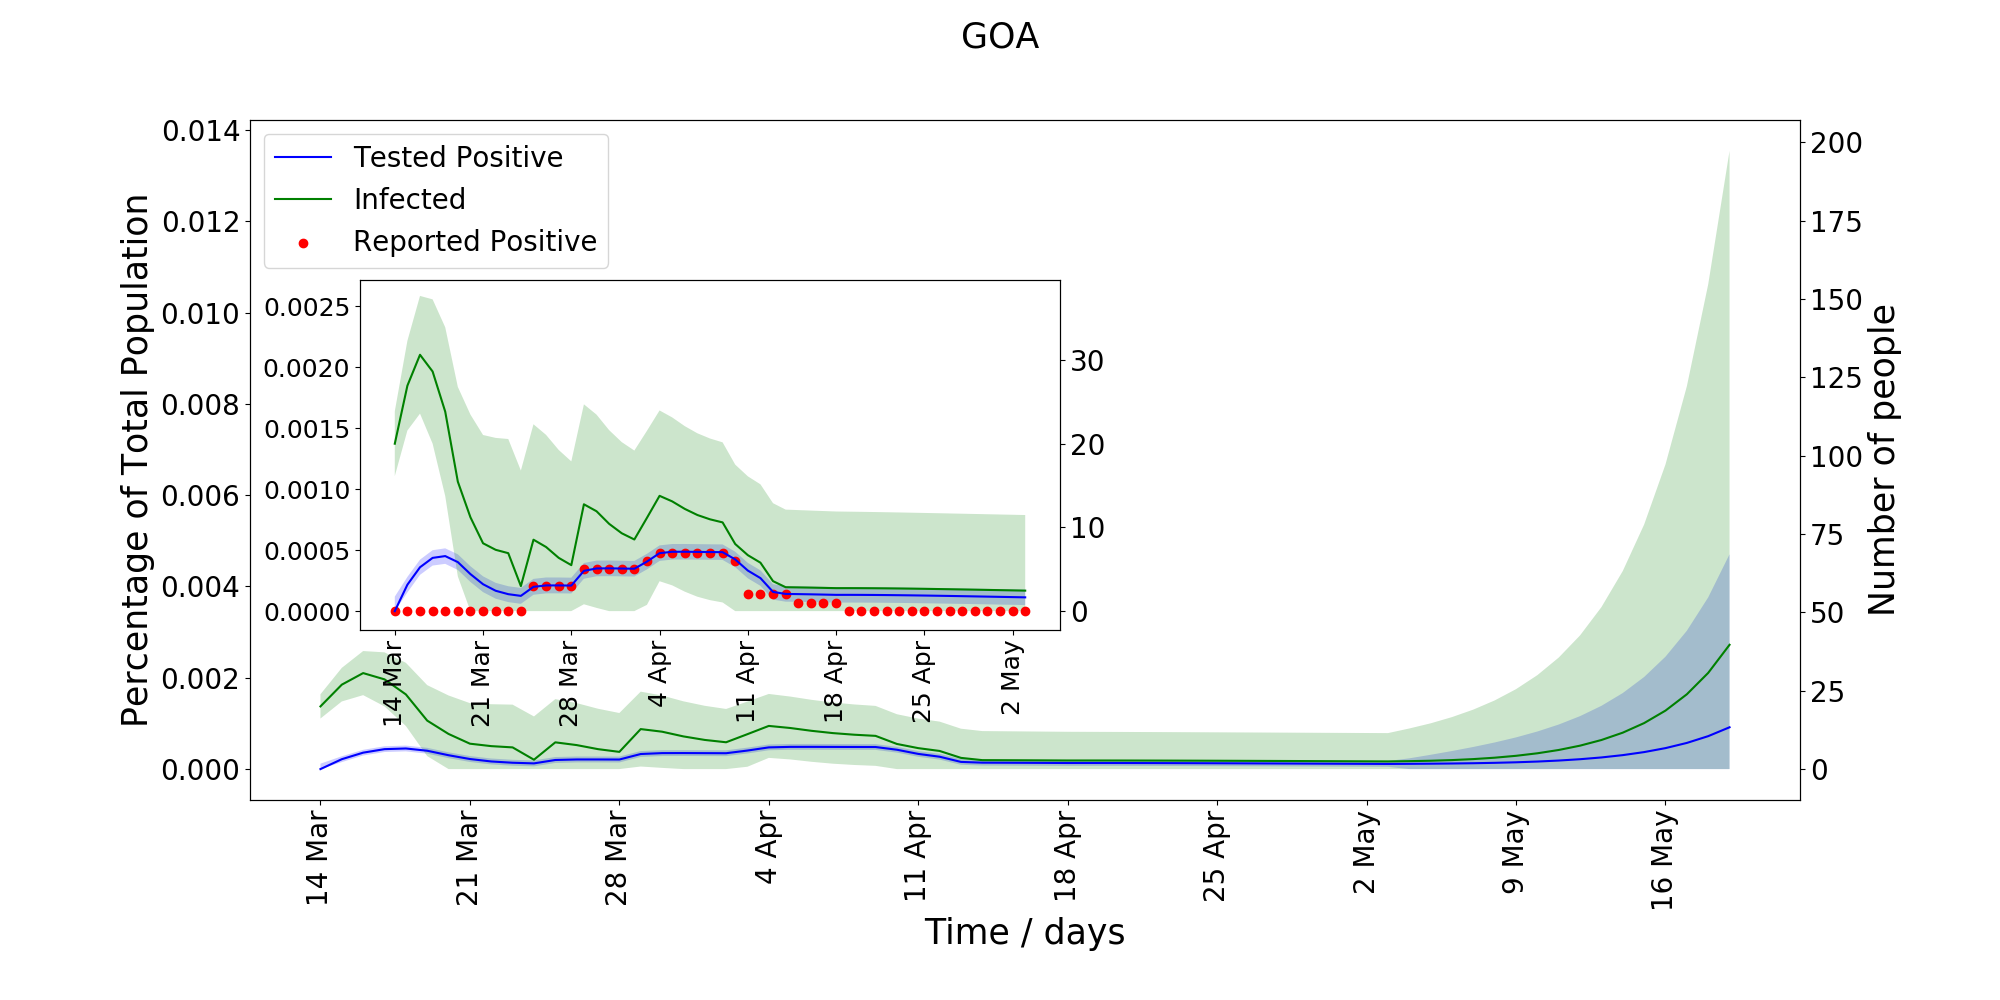 GOA
Percentage of Total Population
0.014
0.012
0.010
0.008
0.006
0.004
0.002
0.000
Tested Positive
Infected
Reported Positive
0.0025
0.0020
0.0015
0.0010
0.0005
0.0000
30
20
10
0
14 Mar
21 Mar
28 Mar
4 Apr
11 Apr
18 Apr
25 Apr
2 May
200
175
150
125
100
75
50
25
0
Number of people
14 Mar
21 Mar
28 Mar
4 Apr
11 Apr
18 Apr
25 Apr
2 May
9 May
16 May
Time / days